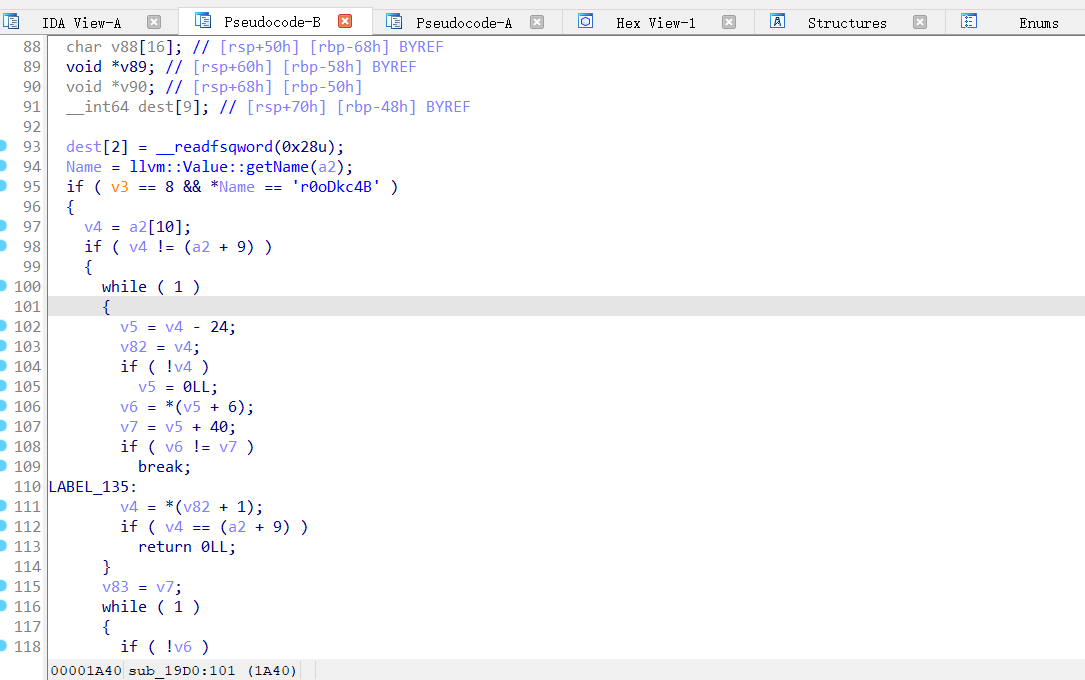 IDA View-A Pseudocode-B Pseudocode-A Hex View-1 Structures Enums
88 char v88[16]; // [rsp+50h] [rbp-68h] BYREF
89 void *v89; // [rsp+60h] [rbp-58h] BYREF
90 void *v90; // [rsp+68h] [rbp-50h]
91 __int64 dest[9]; // [rsp+70h] [rbp-48h] BYREF
92
93 dest[2] = __readfsqword(0x28u);
94 Name = llvm::Value::getName(a2);
95 if ( v3 == 8 && *Name == 'r0oDkc4B' )
96 {
97 v4 = a2[10];
98 if ( v4 != (a2 + 9) )
99 {
100 while ( 1 )
101 {
102 v5 = v4 - 24;
103 v82 = v4;
104 if ( !v4 )
105 v5 = 0LL;
106 v6 = *(v5 + 6);
107 v7 = v5 + 40;
108 if ( v6 != v7 )
109 break;
110 LABEL_135:
111 v4 = *(v82 + 1);
112 if ( v4 == (a2 + 9) )
113 return 0LL;
114 }
115 v83 = v7;
116 while ( 1 )
117 {
118 if ( !v6 )
00001A40 sub_19D0:101 (1A40)